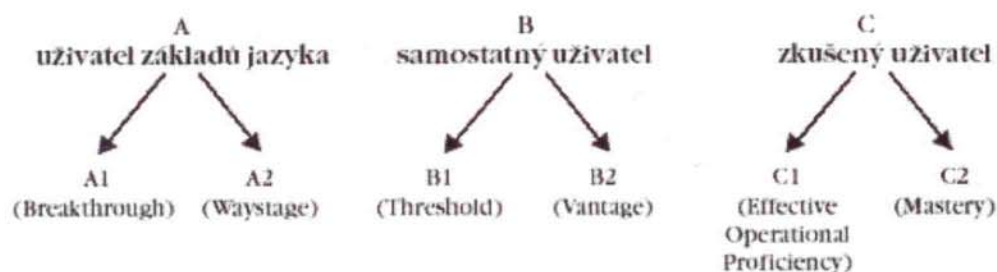 A
uživatel základů jazyka
B
samostatný uživatel
C
zkušený uživatel
A1
(Breakthrough)
A2
(Waystage)
B1
(Threshold)
B2
(Vantage)
C1
(Effective
Operational
Proficiency)
C2
(Mastery)